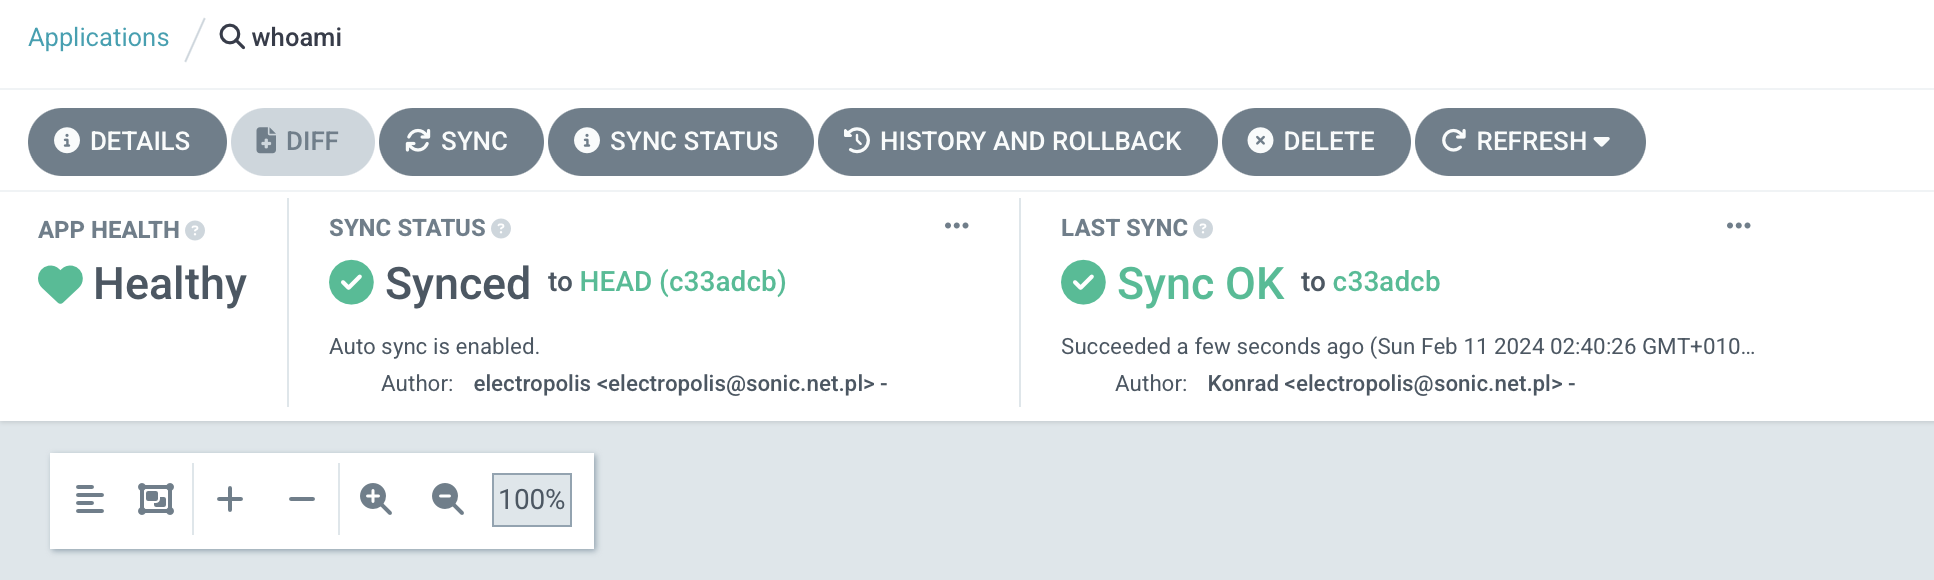 Applications / whoami
DETAILS DIFF SYNC SYNC STATUS HISTORY AND ROLLBACK DELETE REFRESH
APP HEALTH ?
Healthy
SYNC STATUS ?
Synced to HEAD (c33adcb)
Auto sync is enabled.
Author: electropolis <electropolis@sonic.net.pl> -
LAST SYNC ?
Sync OK to c33adcb
Succeeded a few seconds ago (Sun Feb 11 2024 02:40:26 GMT+010...
Author: Konrad <electropolis@sonic.net.pl> -
100%